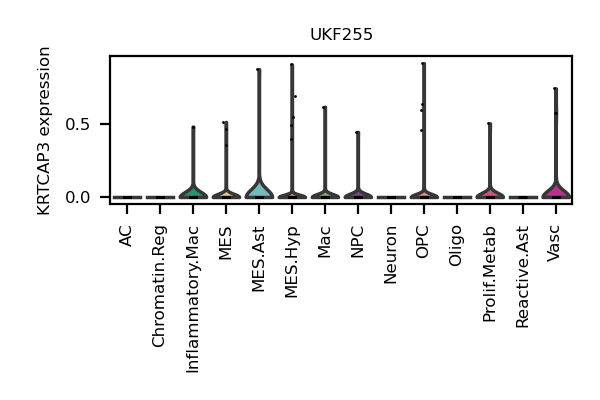 UKF255
KRTCAP3 expression
0.5
0.0
AC
Chromatin.Reg
Inflammatory.Mac
MES
MES.Ast
MES.Hyp
Mac
NPC
Neuron
OPC
Oligo
Prolif.Metab
Reactive.Ast
Vasc